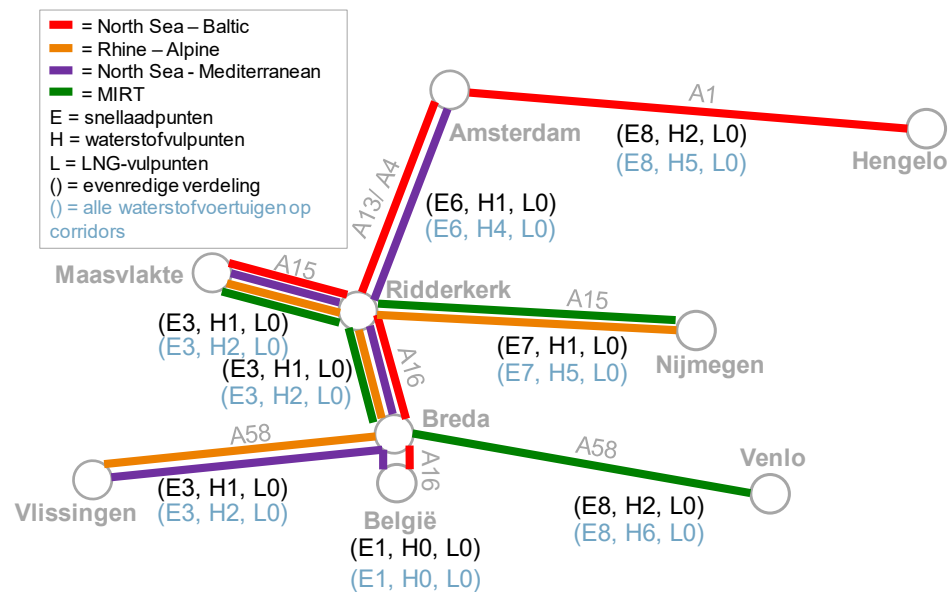 = North Sea – Baltic
= Rhine – Alpine
= North Sea - Mediterranean
= MIRT
E = snellaadpunten
H = waterstofvulpunten
L = LNG-vulpunten
() = evenredige verdeling
() = alle waterstofvoertuigen op
corridors
A1
Amsterdam
(E8, H2, L0)
(E8, H5, L0)
Hengelo
A13/ A4
(E6, H1, L0)
(E6, H4, L0)
Maasvlakte
A15
Ridderkerk
A15
(E3, H1, L0)
(E3, H2, L0)
(E7, H1, L0)
(E7, H5, L0)
Nijmegen
(E3, H1, L0)
(E3, H2, L0)
A16
Breda
A58
A58
Venlo
A16
Vlissingen
(E3, H1, L0)
(E3, H2, L0)
België
(E1, H0, L0)
(E1, H0, L0)
(E8, H2, L0)
(E8, H6, L0)